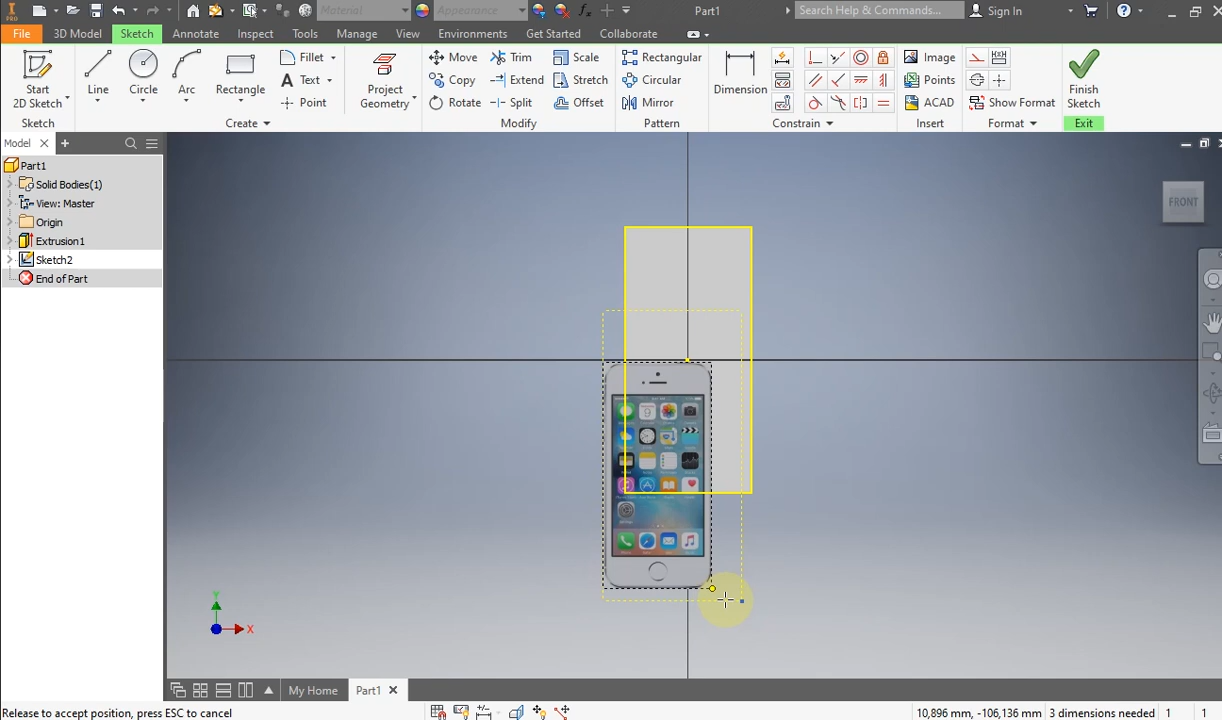 PRO
Material
Appearance
Part1
Search Help & Commands...
Sign In
File
3D Model
Sketch
Annotate
Inspect
Tools
Manage
View
Environments
Get Started
Collaborate
Start
2D Sketch
Line
Circle
Arc
Rectangle
Fillet
Text
Point
Project
Geometry
Move
Copy
Rotate
Trim
Extend
Split
Scale
Stretch
Offset
Rectangular
Circular
Mirror
Dimension
Image
Points
ACAD
Show Format
Finish
Sketch
Sketch
Create
Modify
Pattern
Constrain
Insert
Format
Exit
Model
Part1
Solid Bodies(1)
View: Master
Origin
Extrusion1
Sketch2
End of Part
FRONT
Y
X
My Home
Part1
Release to accept position, press ESC to cancel
10,896 mm, -106,136 mm
3 dimensions needed
1
1